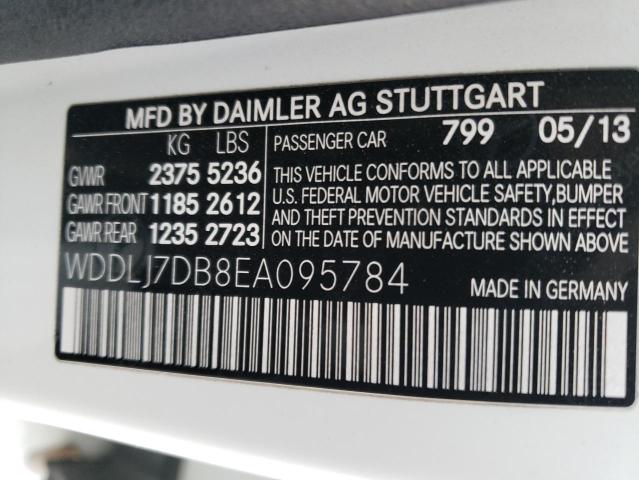 MFD BY DAIMLER AG STUTTGART
KG LBS
GVWR 2375 5236
GAWR FRONT 1185 2612
GAWR REAR 1235 2723
PASSENGER CAR 799 05/13
THIS VEHICLE CONFORMS TO ALL APPLICABLE
U.S. FEDERAL MOTOR VEHICLE SAFETY,BUMPER
AND THEFT PREVENTION STANDARDS IN EFFECT
ON THE DATE OF MANUFACTURE SHOWN ABOVE
WDDLJ7DB8EA095784
MADE IN GERMANY